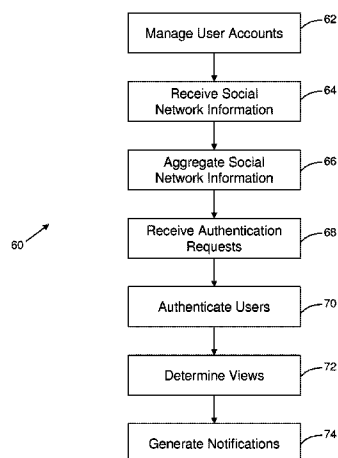 Manage User Accounts
62
Receive Social
Network Information
64
Aggregate Social
Network Information
66
Receive Authentication
Requests
68
60
Authenticate Users
70
Determine Views
72
Generate Notifications
74